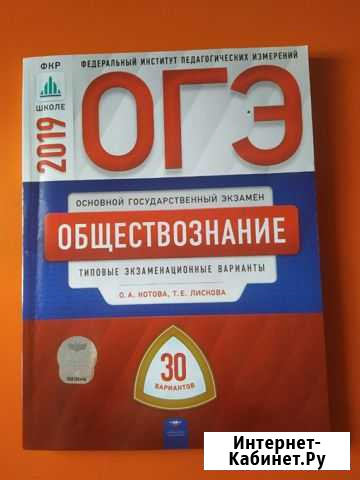 ФКР
ШКОЛЕ
ФЕДЕРАЛЬНЫЙ ИНСТИТУТ ПЕДАГОГИЧЕСКИХ ИЗМЕРЕНИЙ
2019
ОГЭ
ОСНОВНОЙ ГОСУДАРСТВЕННЫЙ ЭКЗАМЕН
ОБЩЕСТВОЗНАНИЕ
ТИПОВЫЕ ЭКЗАМЕНАЦИОННЫЕ ВАРИАНТЫ
О. А. КОТОВА, Т. Е. ЛИСКОВА
30
ВАРИАНТОВ
Интернет-
Кабинет.Ру